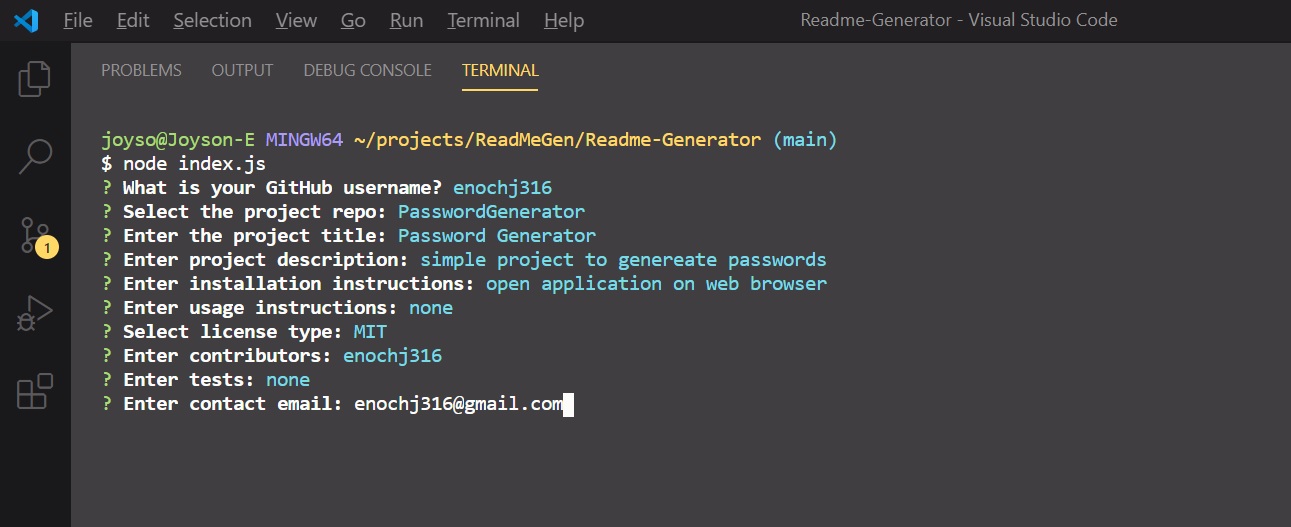 File Edit Selection View Go Run Terminal Help Readme-Generator - Visual Studio Code
PROBLEMS OUTPUT DEBUG CONSOLE TERMINAL
joyso@Joyson-E MINGW64 ~/projects/ReadMeGen/Readme-Generator (main)
$ node index.js
? What is your GitHub username? enochj316
? Select the project repo: PasswordGenerator
? Enter the project title: Password Generator
? Enter project description: simple project to genereate passwords
? Enter installation instructions: open application on web browser
1
? Enter usage instructions: none
? Select license type: MIT
? Enter contributors: enochj316
? Enter tests: none
? Enter contact email: enochj316@gmail.com